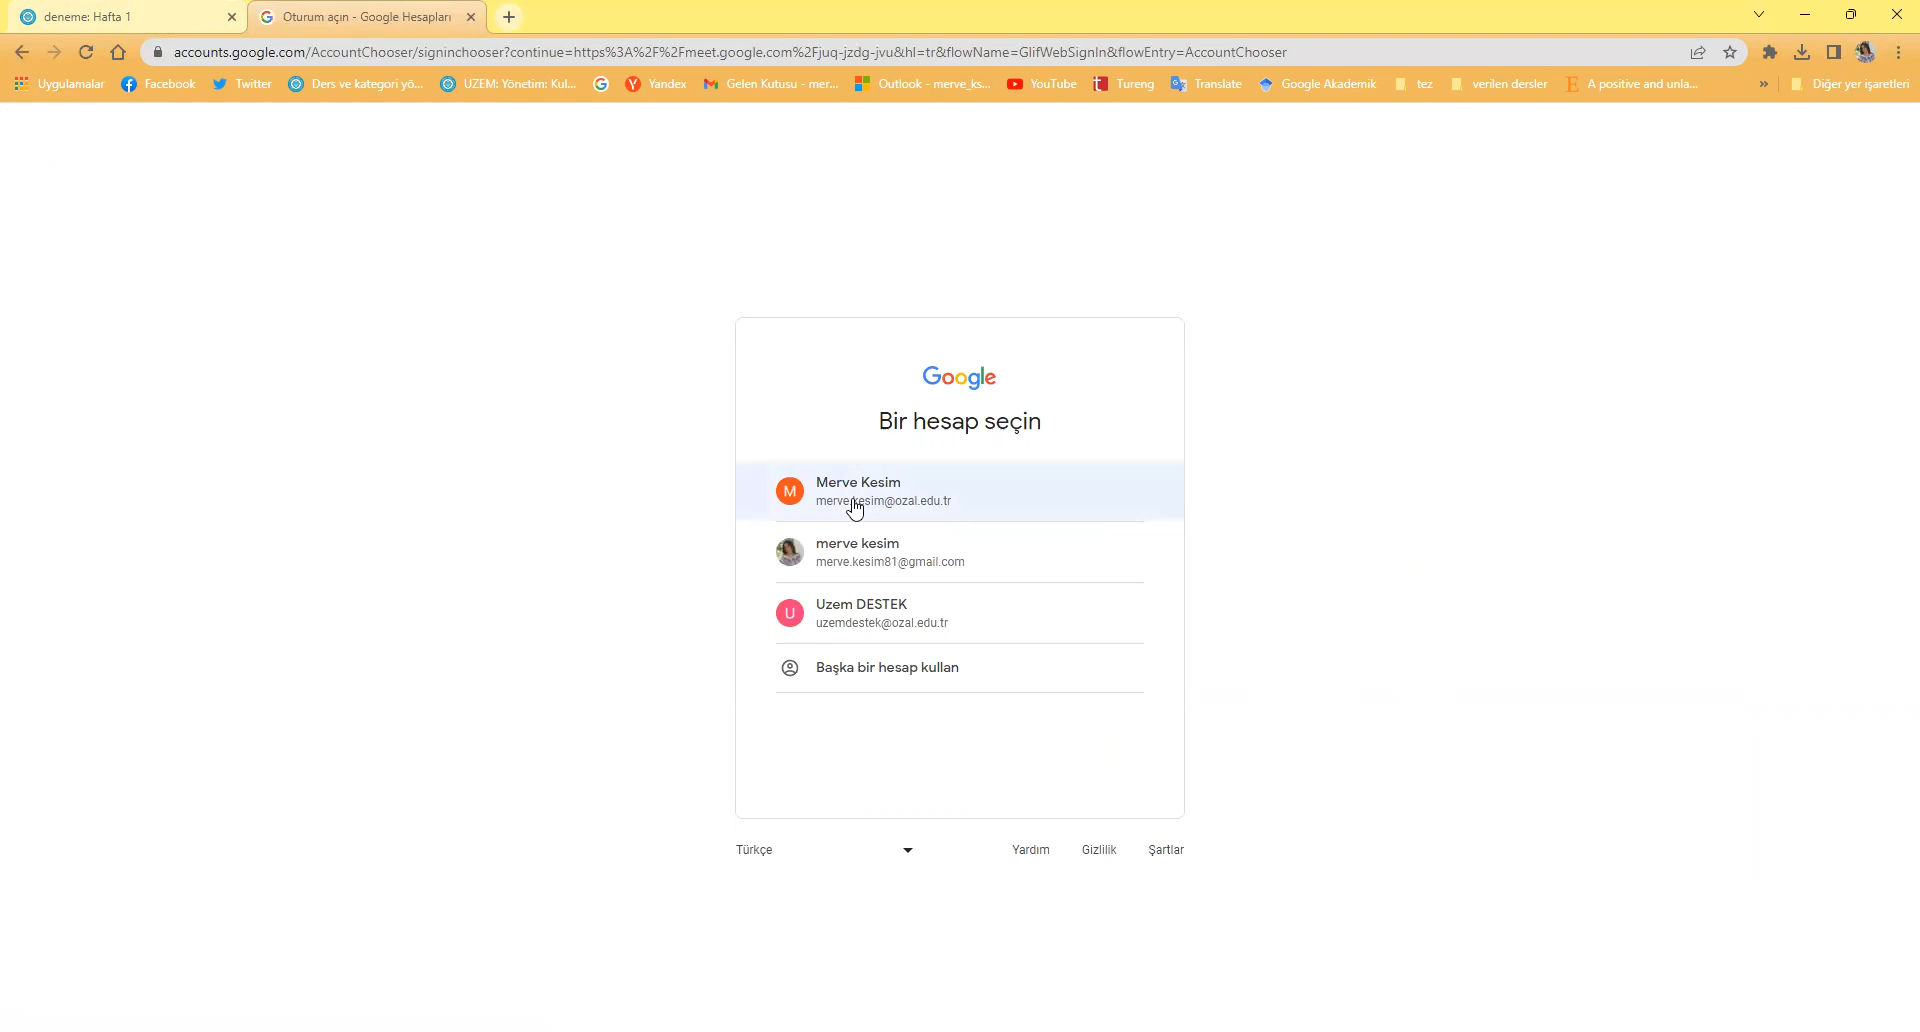 deneme: Hafta 1
Oturum açın - Google Hesapları
accounts.google.com/AccountChooser/signinchooser?continue=https%3A%2F%2Fmeet.google.com%2Fjuq-jzdg-jvu&hl=tr&flowName=GlifWebSignIn&flowEntry=AccountChooser
Uygulamalar Facebook Twitter Ders ve kategori yö... UZEM: Yönetim: Kul... Yandex Gelen Kutusu - mer... Outlook - merve_ks... YouTube Tureng Translate Google Akademik tez verilen dersler A positive and unla... » Diğer yer işaretleri
Google
Bir hesap seçin
M
Merve Kesim
merve.kesim@ozal.edu.tr
merve kesim
merve.kesim81@gmail.com
U
Uzem DESTEK
uzemdestek@ozal.edu.tr
Başka bir hesap kullan
Türkçe Yardım Gizlilik Şartlar